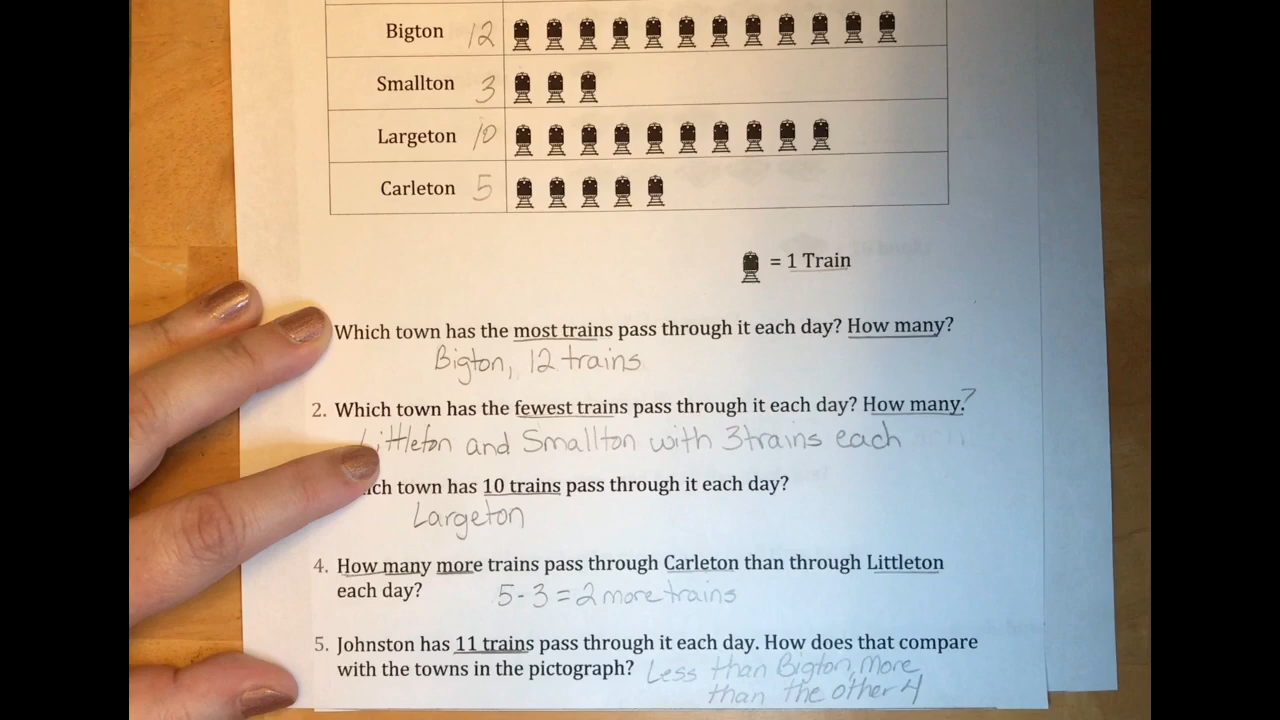 Bigton 12
Smallton 3
Largeton 10
Carleton 5
= 1 Train
Which town has the most trains pass through it each day? How many?
Bigton, 12 trains
2. Which town has the fewest trains pass through it each day? How many.?
Littleton and Smallton with 3 trains each
ich town has 10 trains pass through it each day?
Largeton
4. How many more trains pass through Carleton than through Littleton
each day? 5-3=2 more trains
5. Johnston has 11 trains pass through it each day. How does that compare
with the towns in the pictograph? Less than Bigton, more
than the other 4